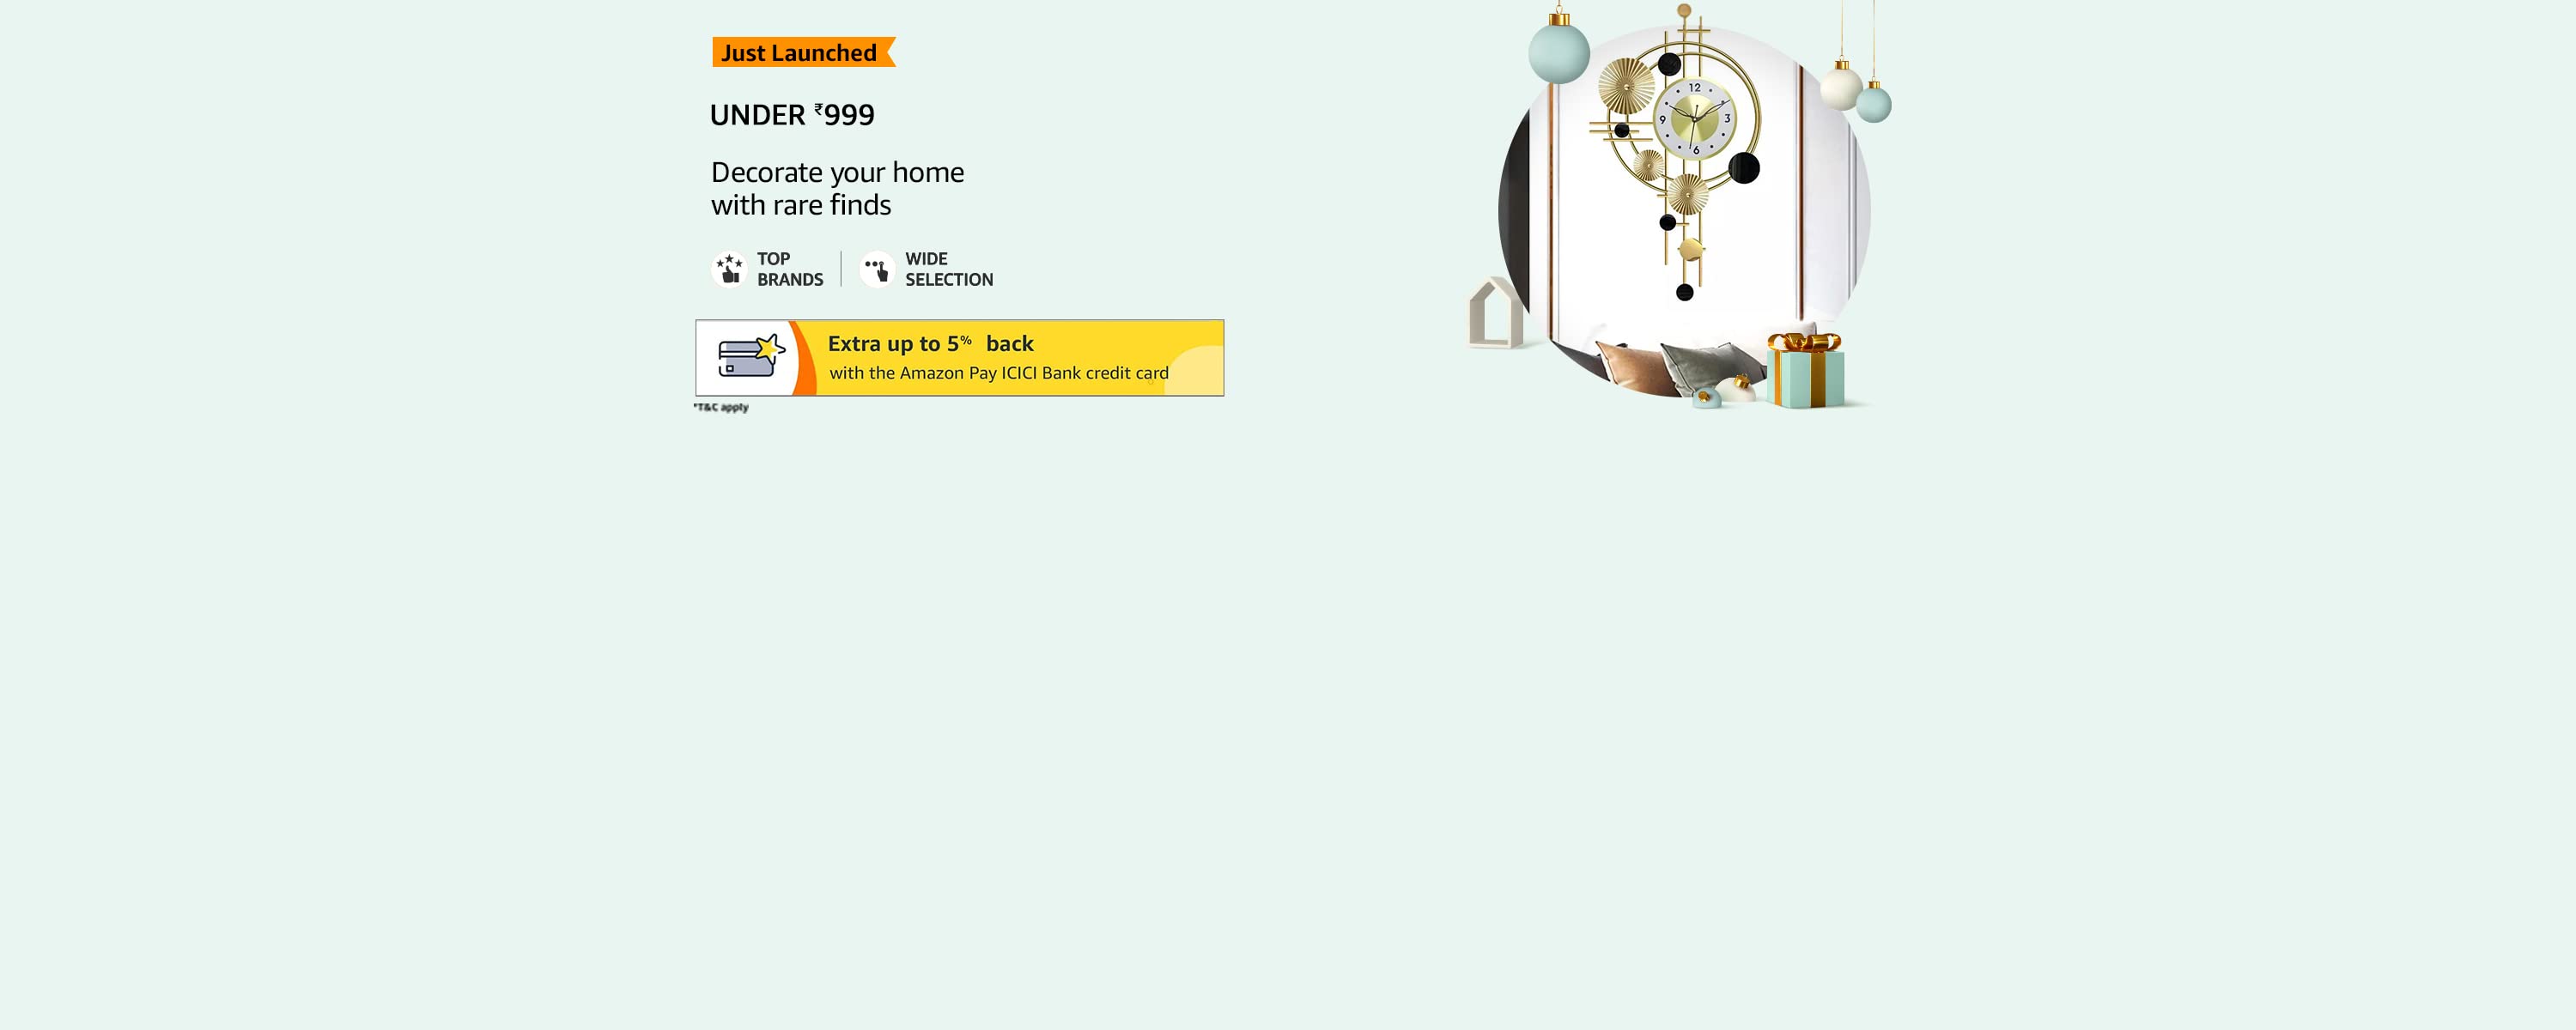 Just Launched
UNDER ₹999
Decorate your home
with rare finds
TOP
BRANDS
WIDE
SELECTION
Extra up to 5% back
with the Amazon Pay ICICI Bank credit card
*T&C apply
12
9
3
6